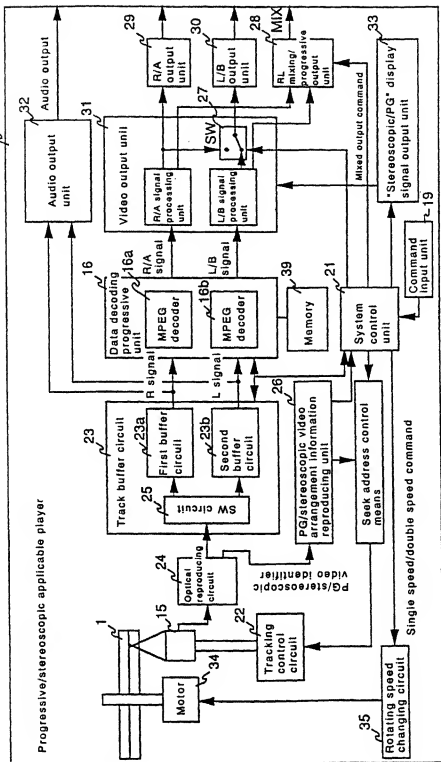 Progressive/stereoscopic applicable player
1
15
34
Motor
24
Optical reproducing
circuit
22
Tracking
control
circuit
35
Rotating speed
changing circuit
23
Track buffer circuit
25
SW circuit
23a
First buffer
circuit
23b
Second buffer
circuit
PG/stereoscopic
video identifier
26
PG/stereoscopic video
arrangement information
reproducing unit
Seek address control
means
Single speed/double speed command
R signal
L signal
16
Data decoding
progressive
unit
16a
MPEG
decoder
16b
MPEG
decoder
39
Memory
21
System
control
unit
19
Command
input unit
R/A
signal
L/B
signal
32
Audio output
unit
Audio output
31
Video output unit
R/A signal
processing
unit
L/B signal
processing
unit
SW
27
29
R/A
output
unit
30
L/B output
unit
28
RL
mixing/
progressive
output
unit
MIX
Mixed output command
33
"Stereoscopic/PG" display
signal output unit